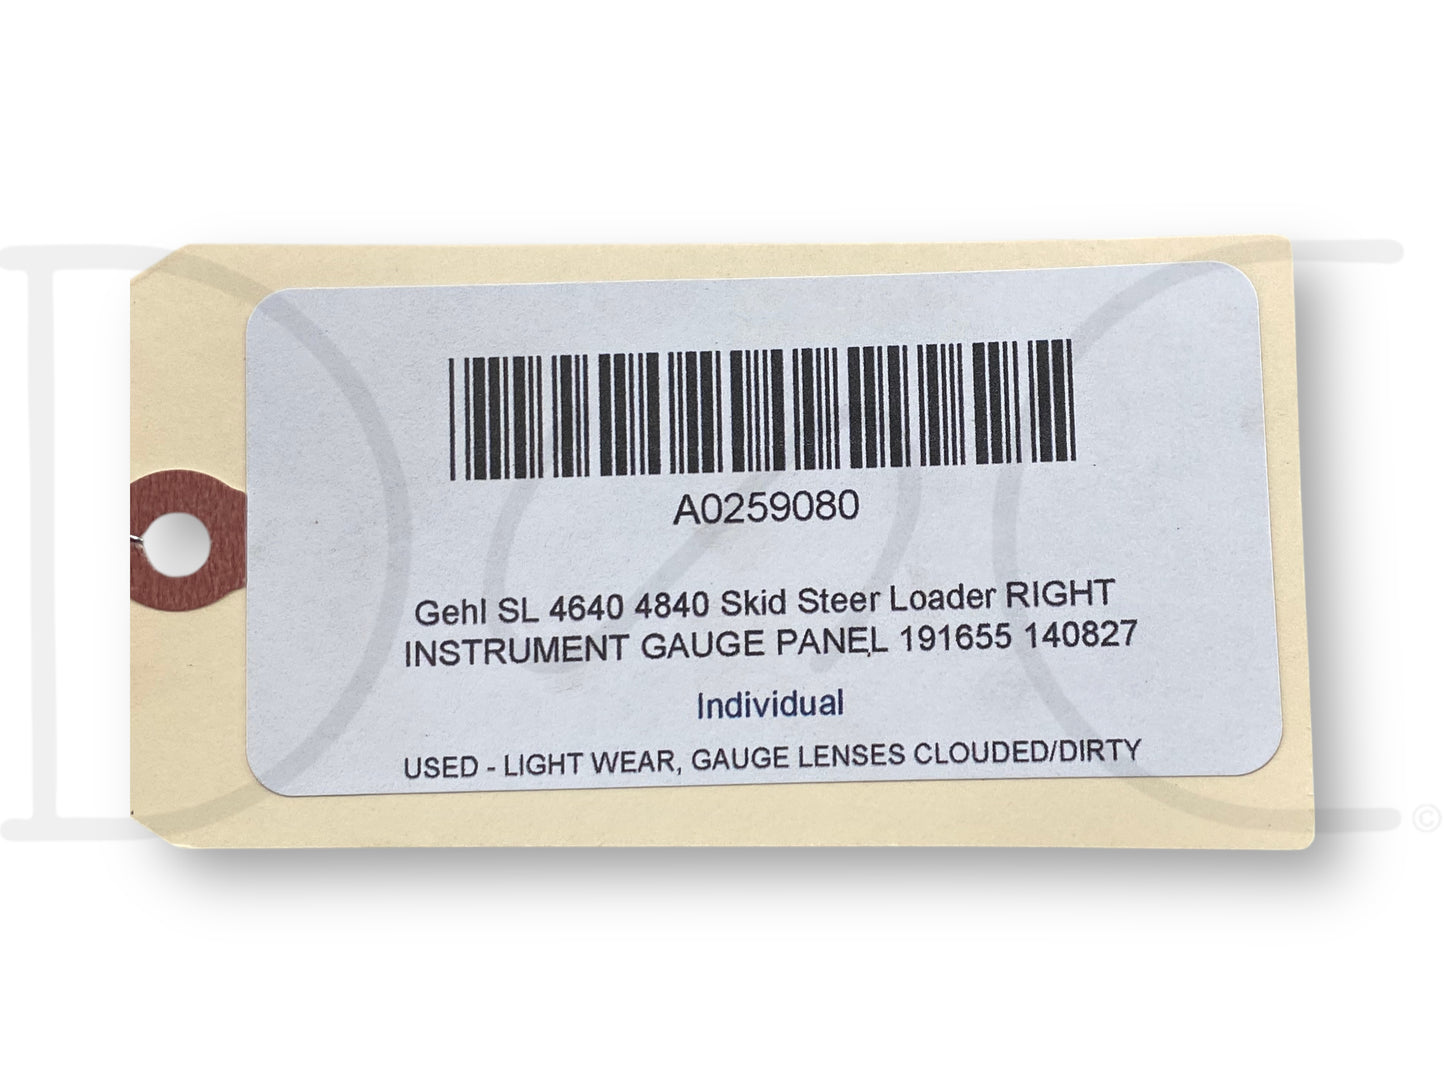 A0259080
Gehl SL 4640 4840 Skid Steer Loader RIGHT
INSTRUMENT GAUGE PANEL 191655 140827
Individual
USED - LIGHT WEAR, GAUGE LENSES CLOUDED/DIRTY
©